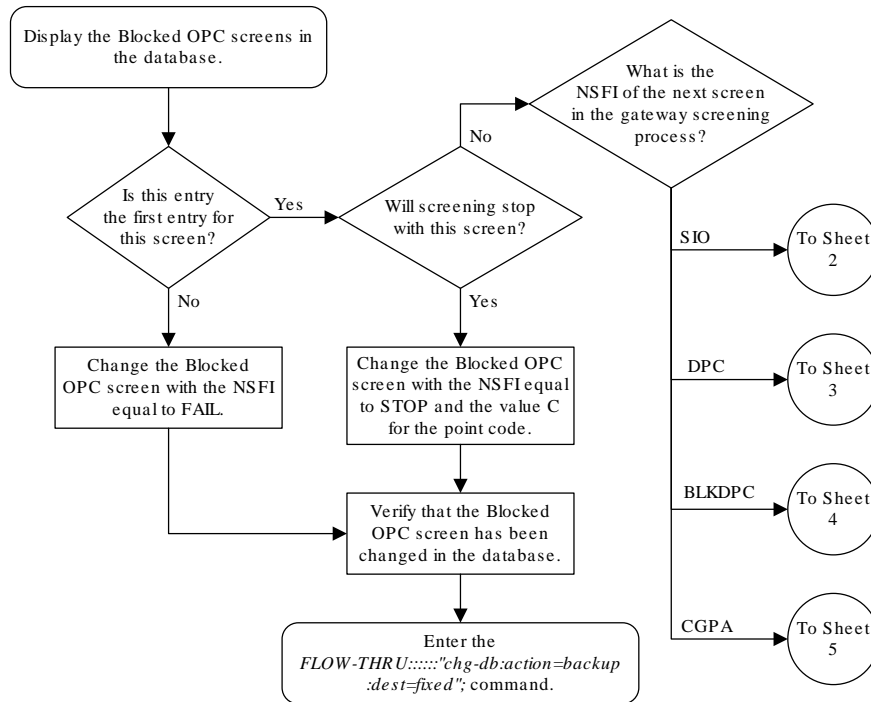 Display the Blocked OPC screens in
the database.
What is the
NSFI of the next screen
in the gateway screening
process?
No
Is this entry
the first entry for
this screen?
Yes
Will screening stop
with this screen?
SIO
To Sheet
2
No
Yes
Change the Blocked
OPC screen with the NSFI
equal to FAIL.
Change the Blocked OPC
screen with the NSFI equal
to STOP and the value C
for the point code.
DPC
To Sheet
3
Verify that the Blocked
OPC screen has been
changed in the database.
BLKDPC
To Sheet
4
Enter the
FLOW-THRU::::::"chg-db:action=backup
:dest=fixed"; command.
CGPA
To Sheet
5